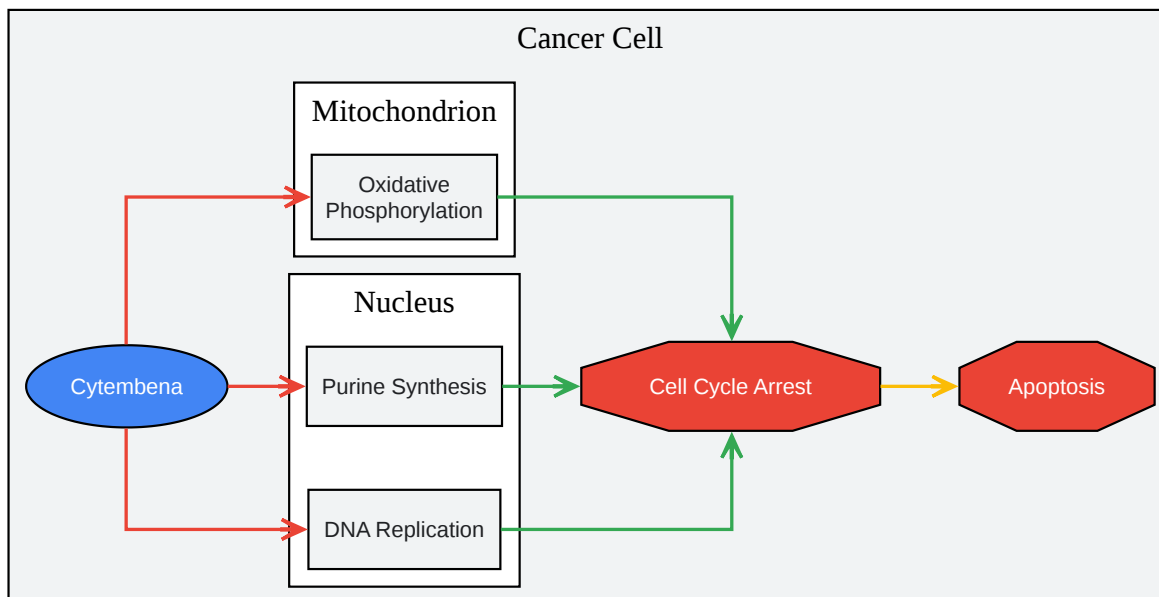 Cancer Cell
Mitochondrion
Oxidative
Phosphorylation
Nucleus
Cytembena
Purine Synthesis
Cell Cycle Arrest
Apoptosis
DNA Replication